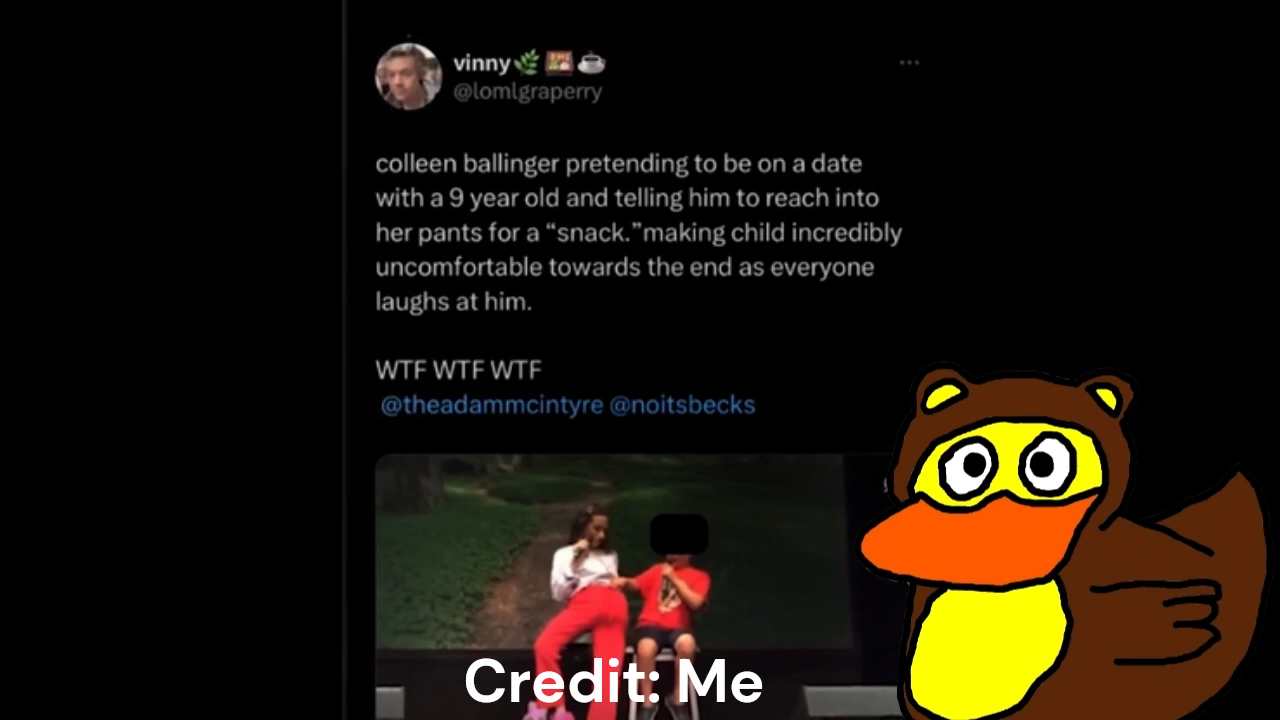 vinny🌿🍱☕
@lomlgraperry
colleen ballinger pretending to be on a date
with a 9 year old and telling him to reach into
her pants for a “snack.”making child incredibly
uncomfortable towards the end as everyone
laughs at him.
WTF WTF WTF
@theadammcintyre @noitsbecks
Credit: Me